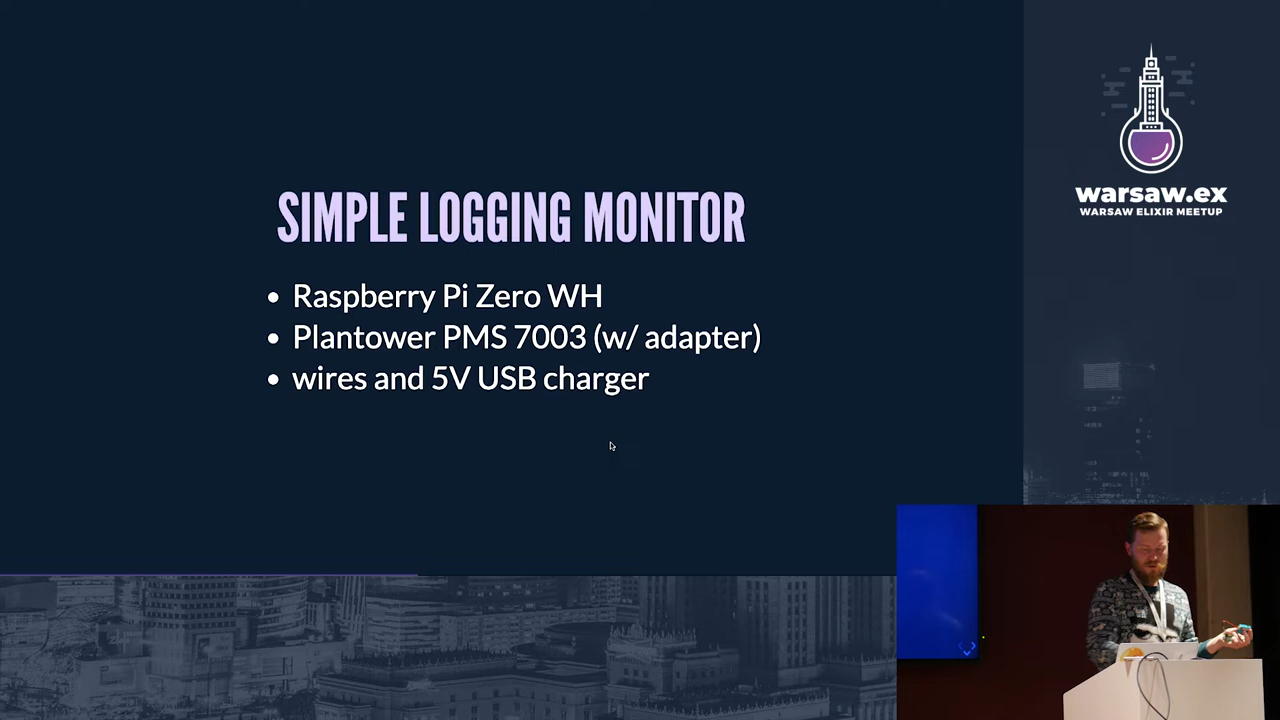 SIMPLE LOGGING MONITOR
Raspberry Pi Zero WH
Plantower PMS 7003 (w/ adapter)
wires and 5V USB charger
warsaw.ex
WARSAW ELIXIR MEETUP